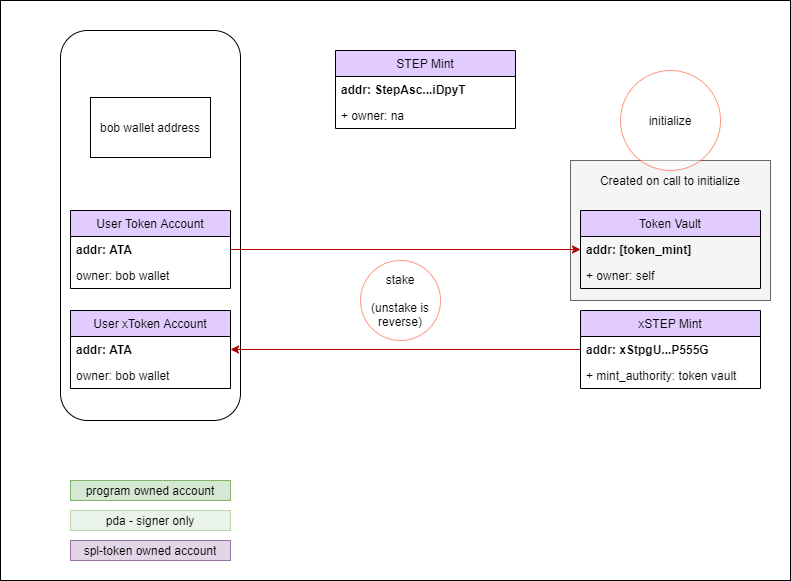 STEP Mint
addr: StepAsc...iDpyT
+ owner: na
bob wallet address
initialize
Created on call to initialize
User Token Account
addr: ATA
owner: bob wallet
Token Vault
addr: [token_mint]
+ owner: self
stake
(unstake is
reverse)
User xToken Account
addr: ATA
owner: bob wallet
xSTEP Mint
addr: xStpgU...P555G
+ mint_authority: token vault
program owned account
pda - signer only
spl-token owned account